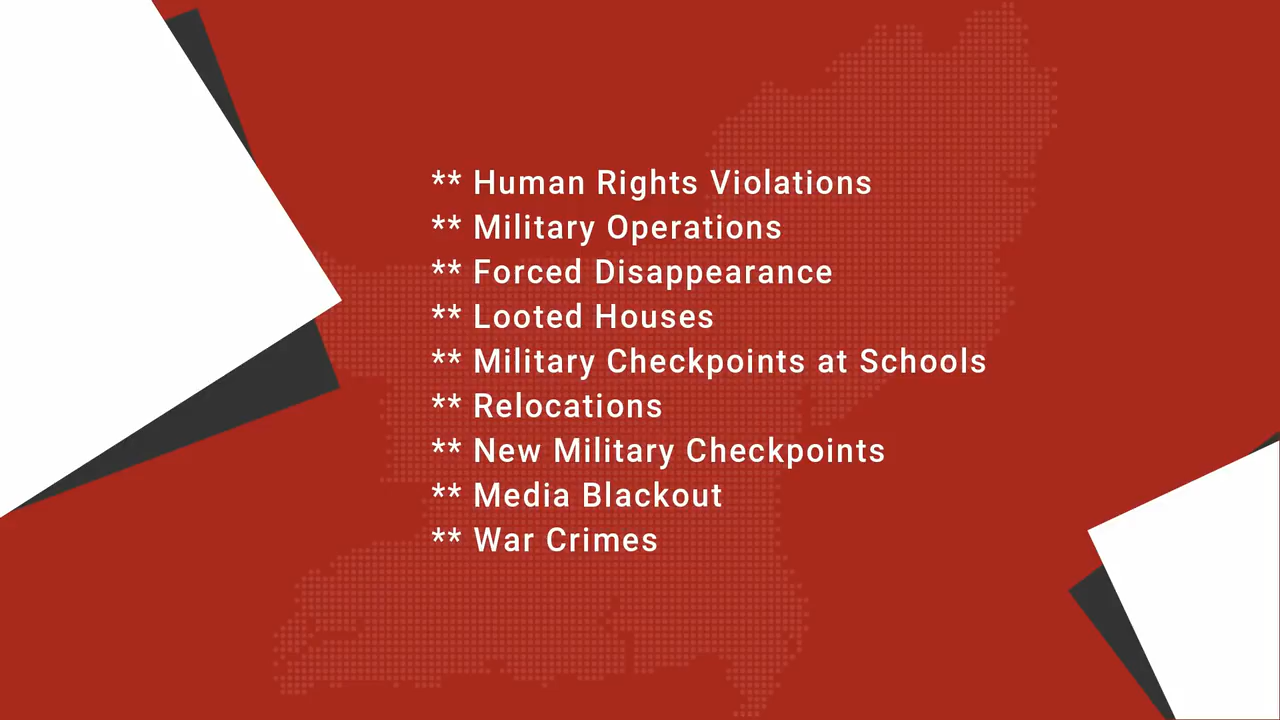 ** Human Rights Violations
** Military Operations
** Forced Disappearance
** Looted Houses
** Military Checkpoints at Schools
** Relocations
** New Military Checkpoints
** Media Blackout
** War Crimes